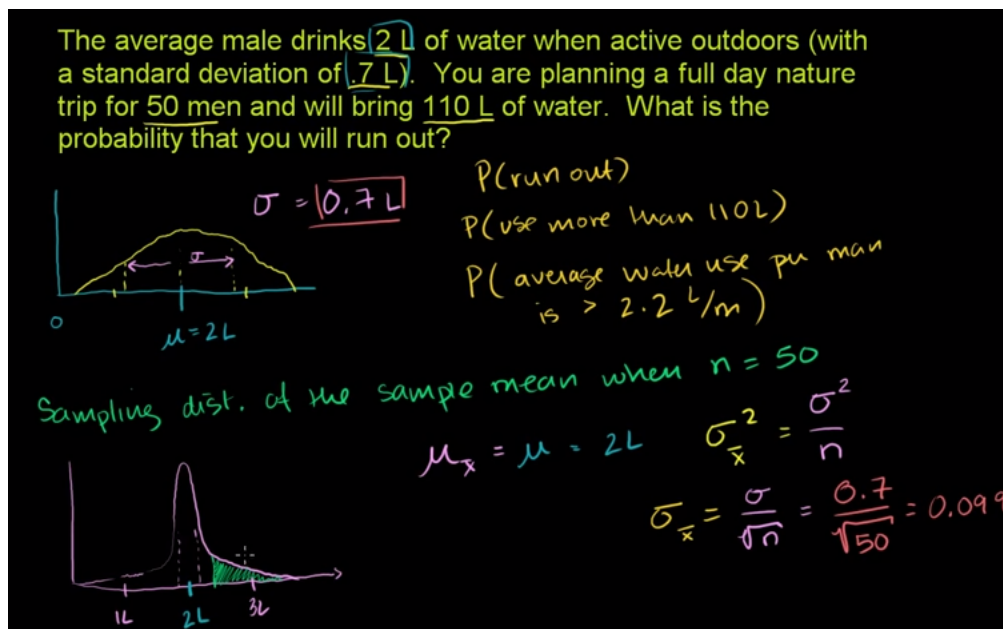 The average male drinks 2 L of water when active outdoors (with
a standard deviation of .7 L). You are planning a full day nature
trip for 50 men and will bring 110 L of water. What is the
probability that you will run out?
σ = 0.7 L
P(run out)
P(use more than 110L)
P(average water use per man
is > 2.2 L/m)
σ
0
μ = 2L
Sampling dist. of the sample mean when n = 50
μ_x̄ = μ = 2L
σ_x̄² = σ²/n
σ_x̄ = σ/√n = 0.7/√50 = 0.099
1L 2L 3L